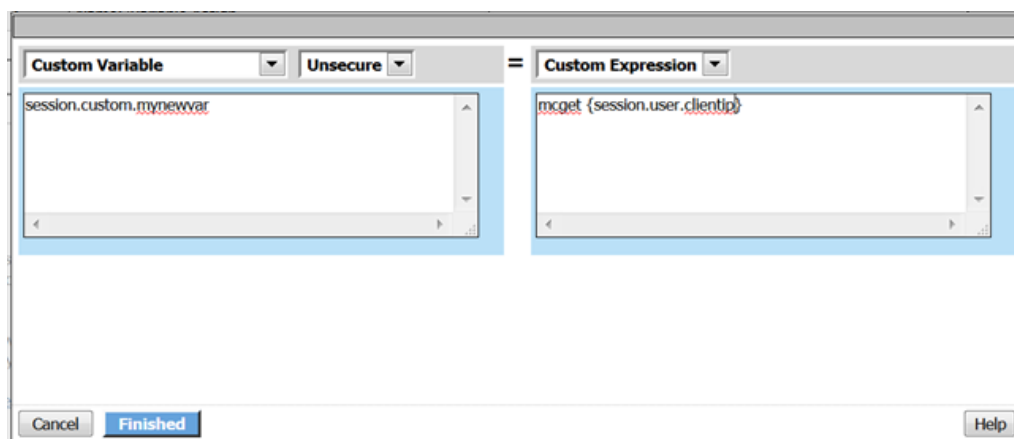 Custom Variable Unsecure = Custom Expression
session.custom.mynewvar mcget {session.user.clientip}
Cancel Finished Help